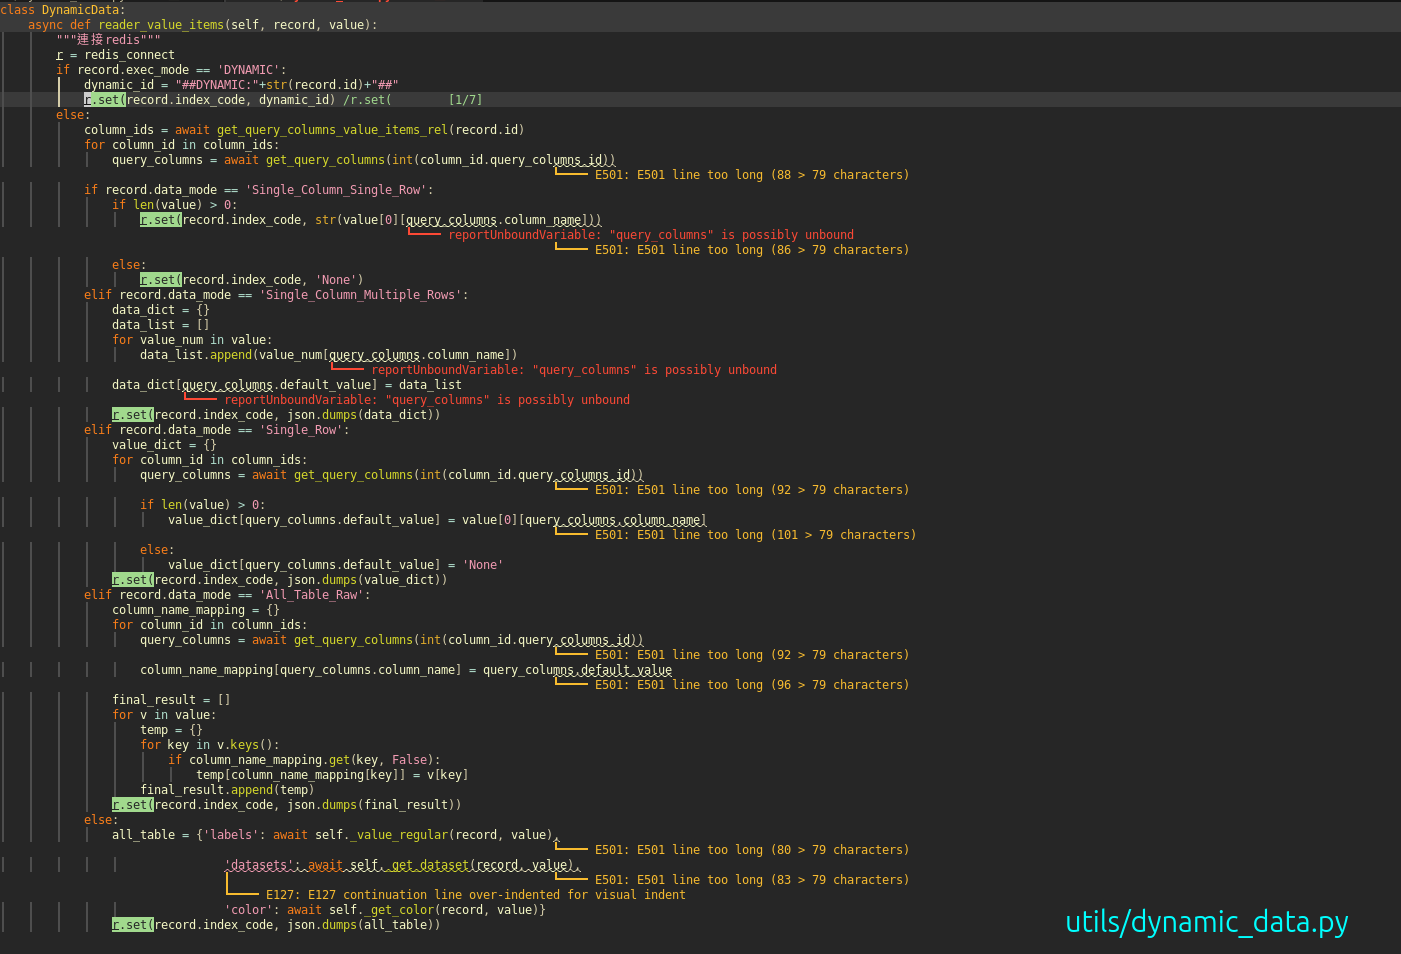 class DynamicData:
    async def reader_value_items(self, record, value):
        """連接redis"""
        r = redis_connect
        if record.exec_mode == 'DYNAMIC':
            dynamic_id = "##DYNAMIC:"+str(record.id)+"##"
            r.set(record.index_code, dynamic_id) /r.set(        [1/7]
        else:
            column_ids = await get_query_columns_value_items_rel(record.id)
            for column_id in column_ids:
                query_columns = await get_query_columns(int(column_id.query_columns_id))
E501: E501 line too long (88 > 79 characters)
            if record.data_mode == 'Single_Column_Single_Row':
                if len(value) > 0:
                    r.set(record.index_code, str(value[0][query_columns.column_name]))
reportUnboundVariable: "query_columns" is possibly unbound
E501: E501 line too long (86 > 79 characters)
                else:
                    r.set(record.index_code, 'None')
            elif record.data_mode == 'Single_Column_Multiple_Rows':
                data_dict = {}
                data_list = []
                for value_num in value:
                    data_list.append(value_num[query_columns.column_name])
reportUnboundVariable: "query_columns" is possibly unbound
                data_dict[query_columns.default_value] = data_list
reportUnboundVariable: "query_columns" is possibly unbound
                r.set(record.index_code, json.dumps(data_dict))
            elif record.data_mode == 'Single_Row':
                value_dict = {}
                for column_id in column_ids:
                    query_columns = await get_query_columns(int(column_id.query_columns_id))
E501: E501 line too long (92 > 79 characters)
                    if len(value) > 0:
                        value_dict[query_columns.default_value] = value[0][query_columns.column_name]
E501: E501 line too long (101 > 79 characters)
                    else:
                        value_dict[query_columns.default_value] = 'None'
                r.set(record.index_code, json.dumps(value_dict))
            elif record.data_mode == 'All_Table_Raw':
                column_name_mapping = {}
                for column_id in column_ids:
                    query_columns = await get_query_columns(int(column_id.query_columns_id))
E501: E501 line too long (92 > 79 characters)
                    column_name_mapping[query_columns.column_name] = query_columns.default_value
E501: E501 line too long (96 > 79 characters)
                final_result = []
                for v in value:
                    temp = {}
                    for key in v.keys():
                        if column_name_mapping.get(key, False):
                            temp[column_name_mapping[key]] = v[key]
                    final_result.append(temp)
                r.set(record.index_code, json.dumps(final_result))
            else:
                all_table = {'labels': await self._value_regular(record, value),
E501: E501 line too long (80 > 79 characters)
                                'datasets': await self._get_dataset(record, value),
E501: E501 line too long (83 > 79 characters)
E127: E127 continuation line over-indented for visual indent
                                'color': await self._get_color(record, value)}
                r.set(record.index_code, json.dumps(all_table))
utils/dynamic_data.py